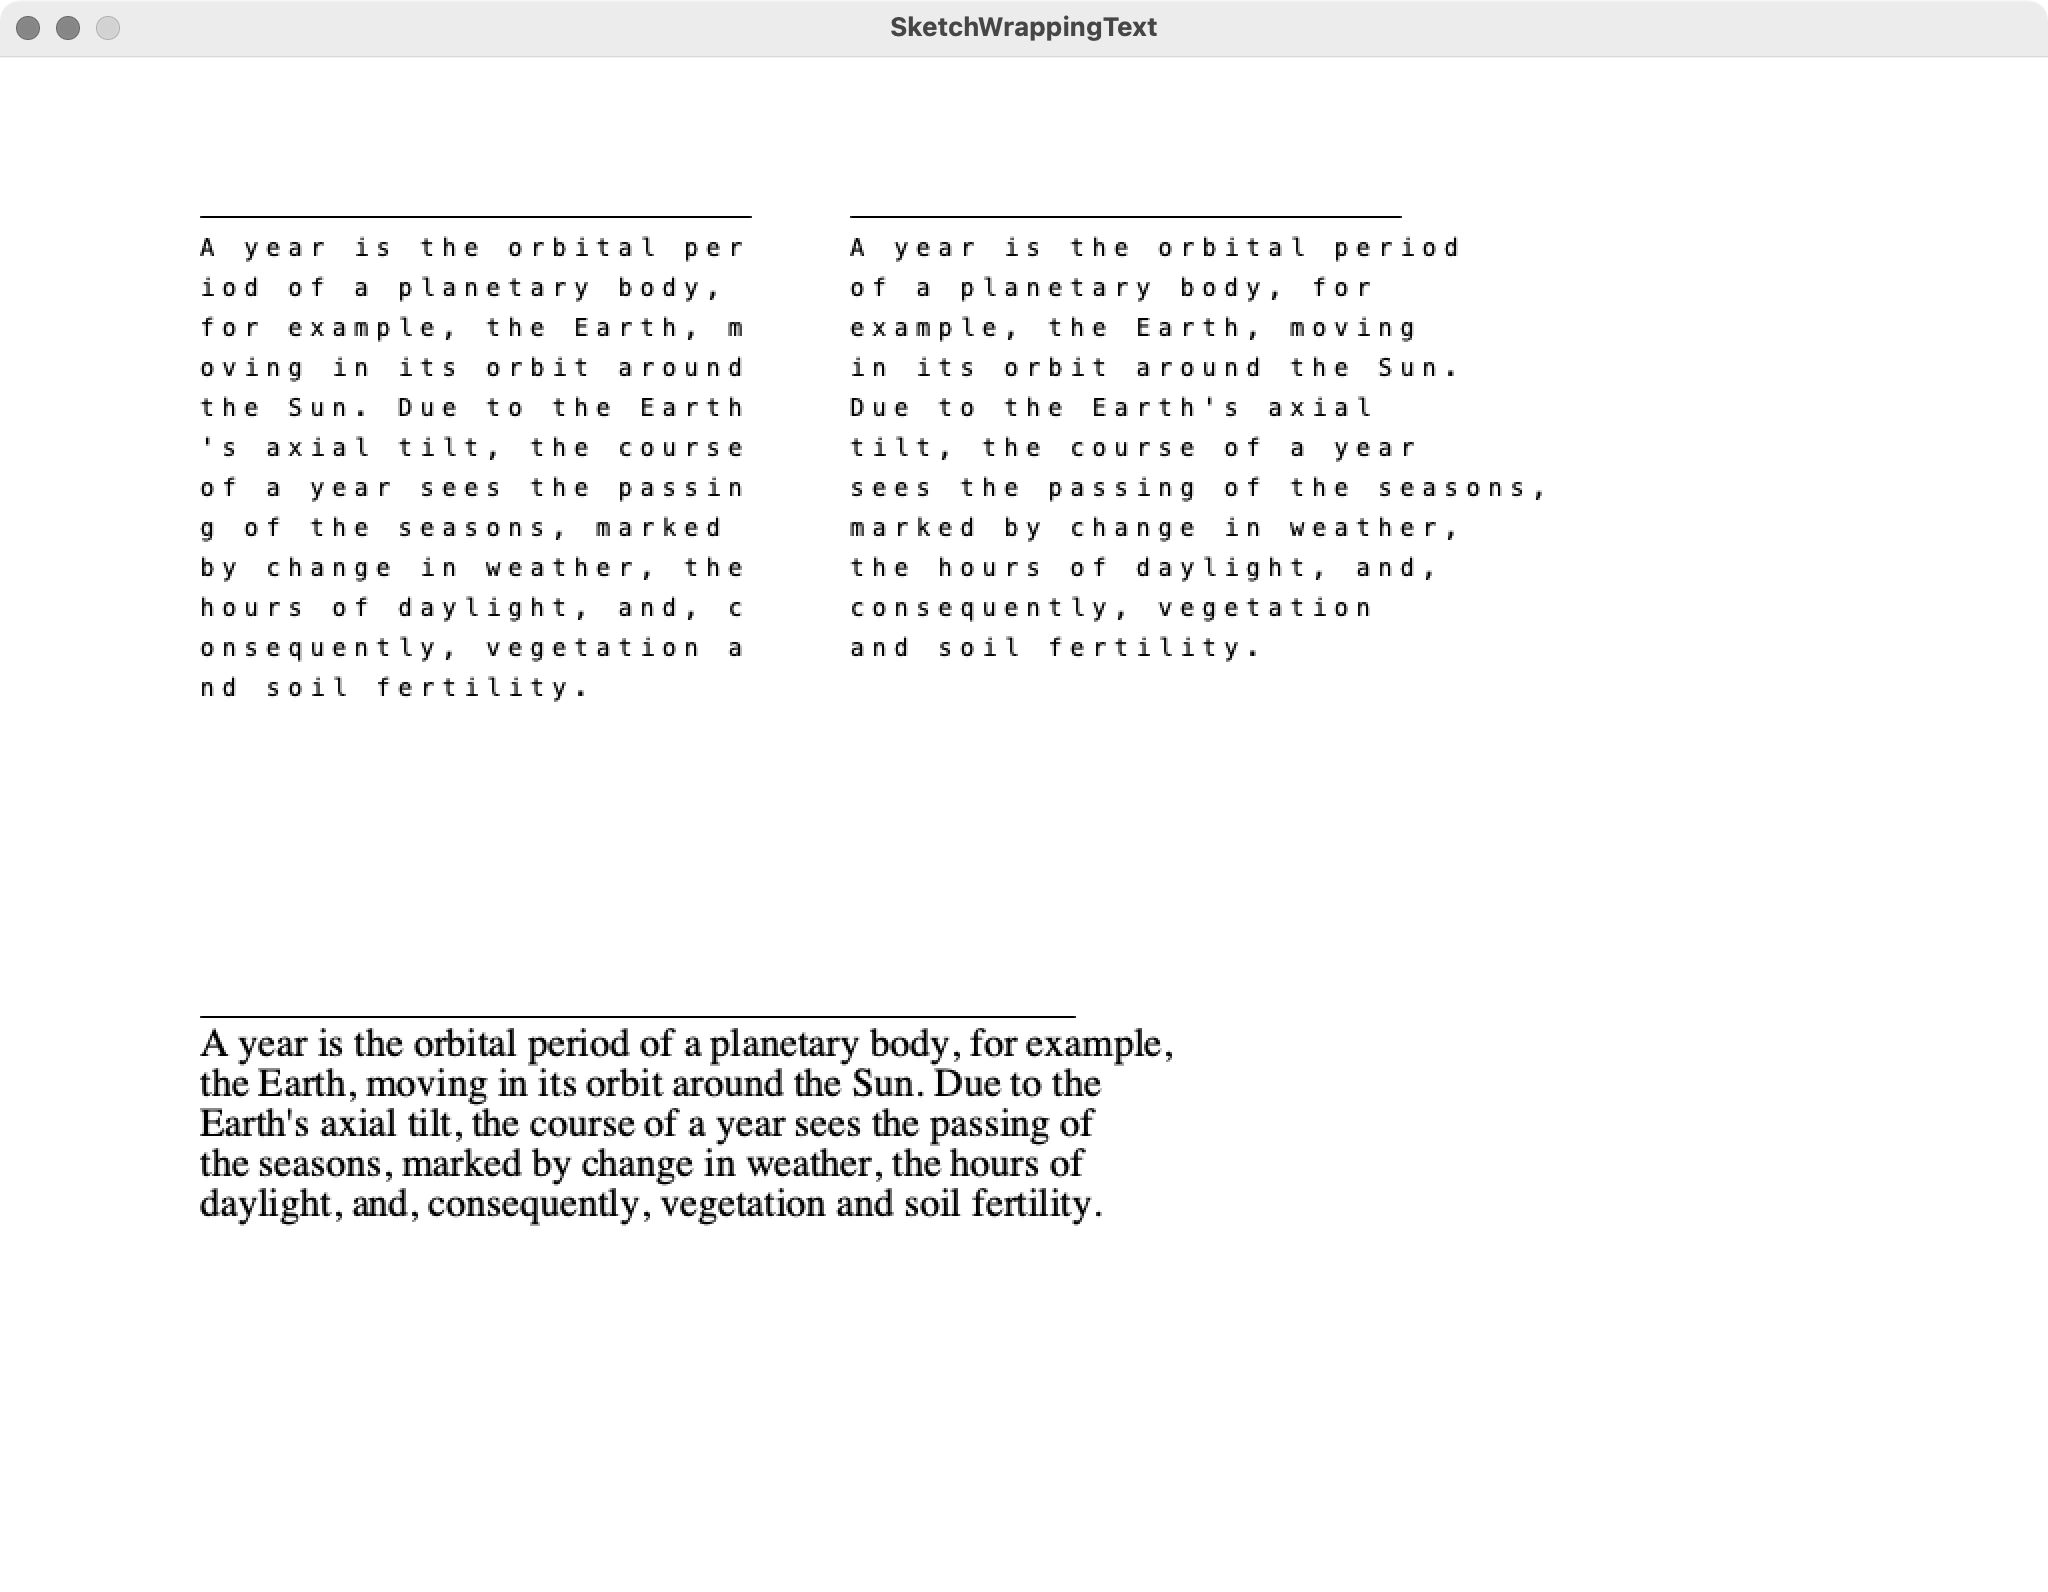 SketchWrappingText
A year is the orbital per
iod of a planetary body,
for example, the Earth, m
oving in its orbit around
the Sun. Due to the Earth
's axial tilt, the course
of a year sees the passin
g of the seasons, marked
by change in weather, the
hours of daylight, and, c
onsequently, vegetation a
nd soil fertility.
A year is the orbital period
of a planetary body, for
example, the Earth, moving
in its orbit around the Sun.
Due to the Earth's axial
tilt, the course of a year
sees the passing of the seasons,
marked by change in weather,
the hours of daylight, and,
consequently, vegetation
and soil fertility.
A year is the orbital period of a planetary body, for example,
the Earth, moving in its orbit around the Sun. Due to the
Earth's axial tilt, the course of a year sees the passing of
the seasons, marked by change in weather, the hours of
daylight, and, consequently, vegetation and soil fertility.